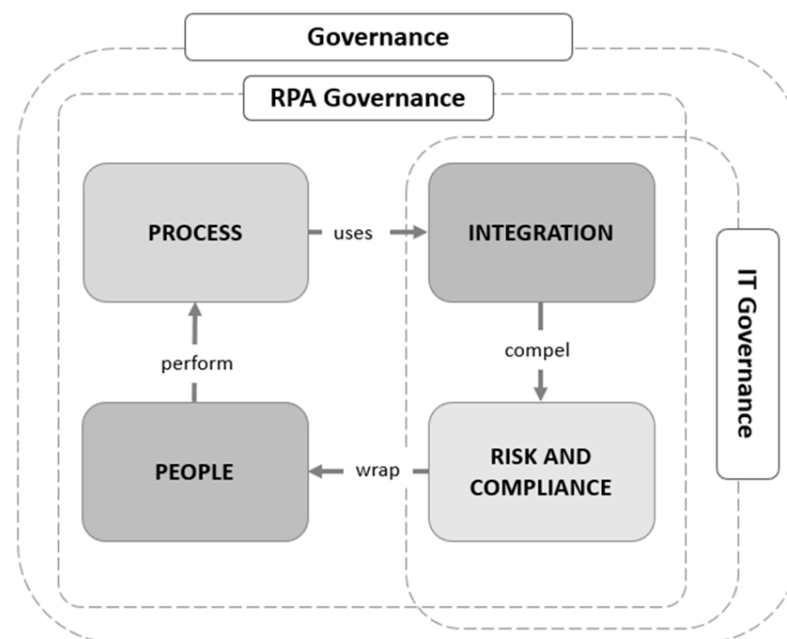 Governance
RPA Governance
PROCESS
uses
INTEGRATION
IT Governance
perform
compel
PEOPLE
wrap
RISK AND
COMPLIANCE